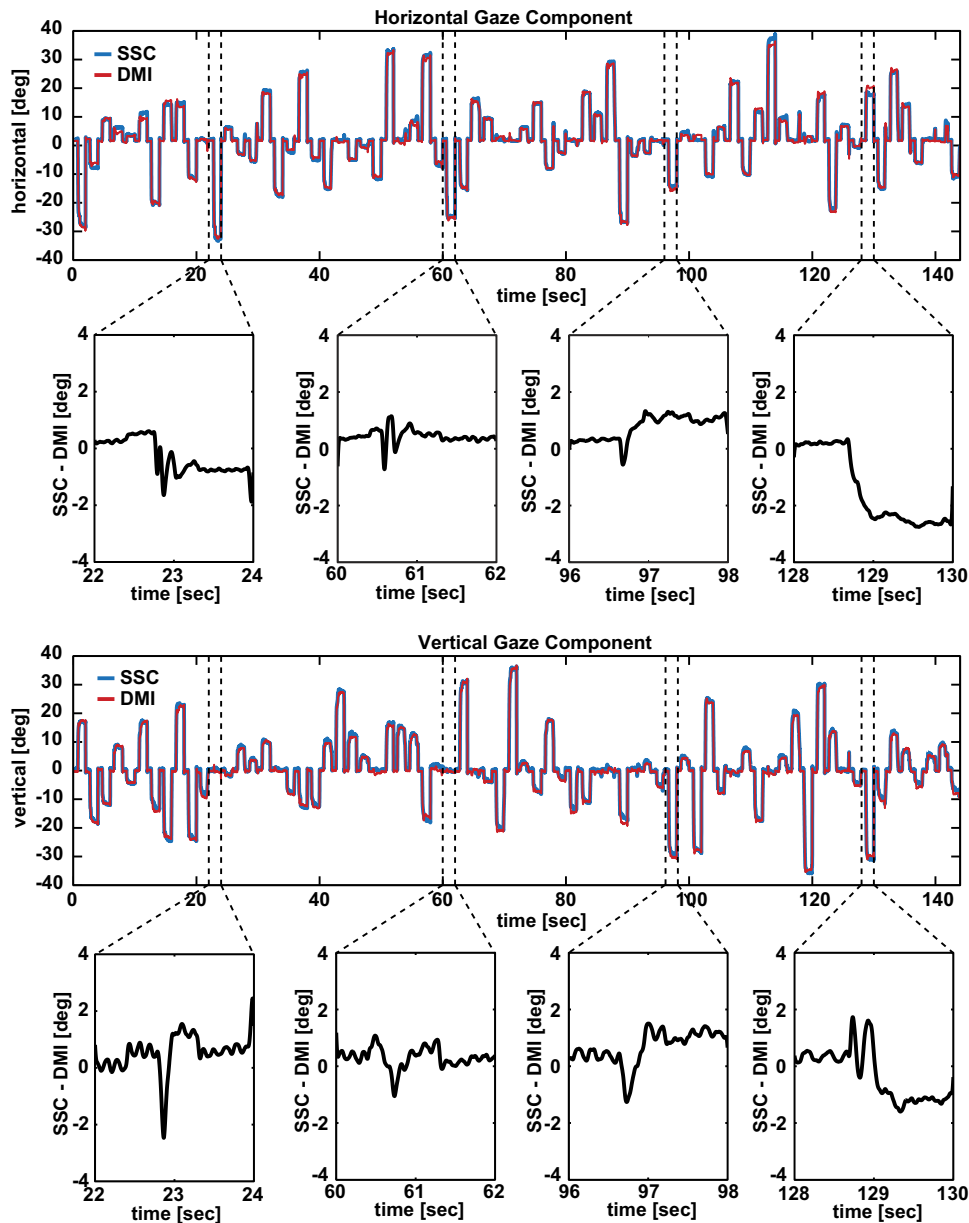 Horizontal Gaze Component
SSC
DMI
horizontal [deg]
40
30
20
10
0
-10
-20
-30
-40
0 20 40 60 80 100 120 140
time [sec]
SSC - DMI [deg]
4
2
0
-2
-4
22 23 24
time [sec]
SSC - DMI [deg]
4
2
0
-2
-4
60 61 62
time [sec]
SSC - DMI [deg]
4
2
0
-2
-4
96 97 98
time [sec]
SSC - DMI [deg]
4
2
0
-2
-4
128 129 130
time [sec]
Vertical Gaze Component
SSC
DMI
vertical [deg]
40
30
20
10
0
-10
-20
-30
-40
0 20 40 60 80 100 120 140
time [sec]
SSC - DMI [deg]
4
2
0
-2
-4
22 23 24
time [sec]
SSC - DMI [deg]
4
2
0
-2
-4
60 61 62
time [sec]
SSC - DMI [deg]
4
2
0
-2
-4
96 97 98
time [sec]
SSC - DMI [deg]
4
2
0
-2
-4
128 129 130
time [sec]